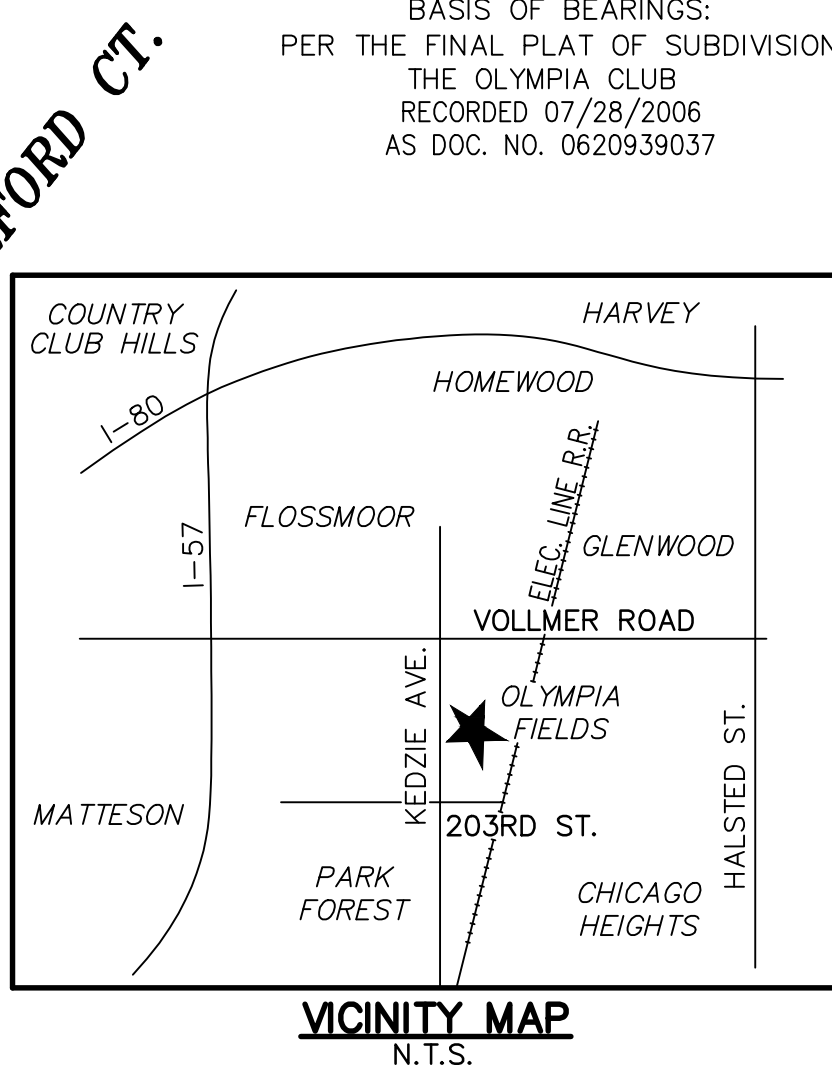 BASIS OF BEARINGS:
PER THE FINAL PLAT OF SUBDIVISION
THE OLYMPIA CLUB
RECORDED 07/28/2006
AS DOC. NO. 0620939037
CT.
COUNTRY
CLUB HILLS
HARVEY
HOMEWOOD
I-80
ELEC. LINE R.R.
FLOSSMOOR
I-57
GLENWOOD
VOLLMER ROAD
KEDZIE AVE.
OLYMPIA
FIELDS
HALSTED ST.
MATTESON
203RD ST.
PARK
FOREST
CHICAGO
HEIGHTS
VICINITY MAP
N.T.S.